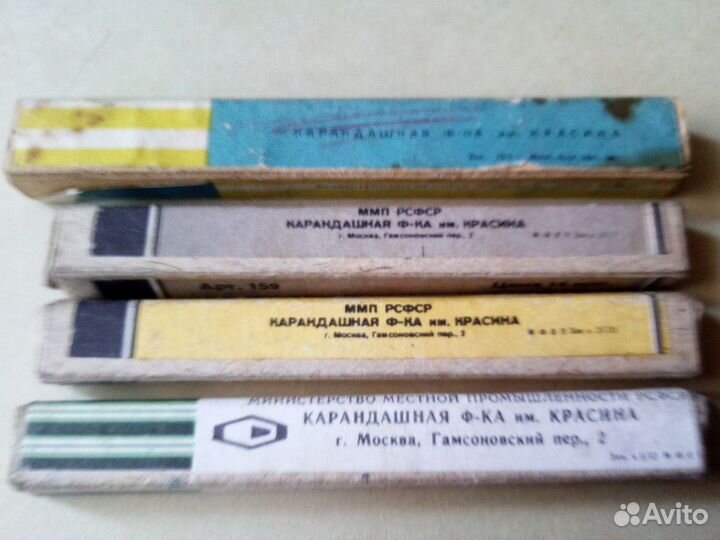 КАРАНДАШНАЯ Ф-КА им. КРАСИНА
ММП РСФСР
КАРАНДАШНАЯ Ф-КА им. КРАСИНА
г. Москва, Гамсоновский пер., 2
Арт. 159 Цена
ММП РСФСР
КАРАНДАШНАЯ Ф-КА им. КРАСИНА
г. Москва, Гамсоновский пер., 2
МИНИСТЕРСТВО МЕСТНОЙ ПРОМЫШЛЕННОСТИ РСФСР
КАРАНДАШНАЯ Ф-КА им. КРАСИНА
г. Москва, Гамсоновский пер., 2
Avito